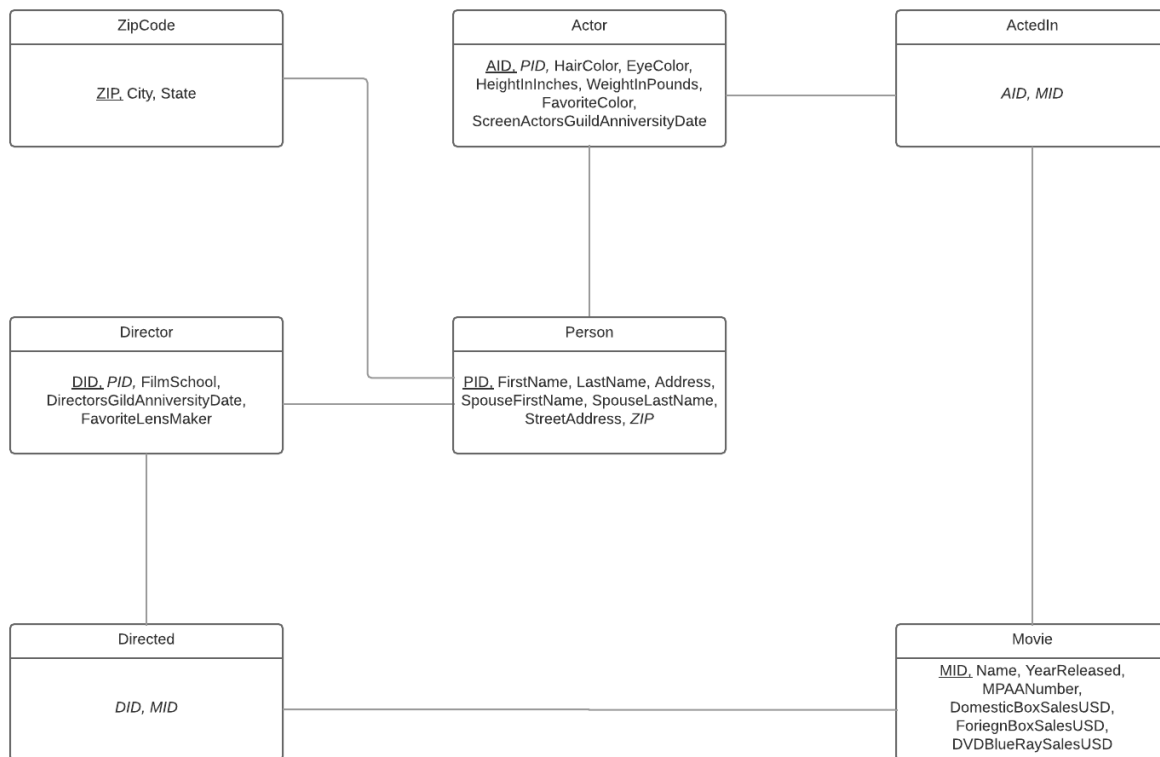 ZipCode
ZIP, City, State
Actor
AID, PID, HairColor, EyeColor,
HeightInInches, WeightInPounds,
FavoriteColor,
ScreenActorsGuildAnniversityDate
ActedIn
AID, MID
Director
DID, PID, FilmSchool,
DirectorsGildAnniversityDate,
FavoriteLensMaker
Person
PID, FirstName, LastName, Address,
SpouseFirstName, SpouseLastName,
StreetAddress, ZIP
Directed
DID, MID
Movie
MID, Name, YearReleased,
MPAANumber,
DomesticBoxSalesUSD,
ForiegnBoxSalesUSD,
DVDBlueRaySalesUSD